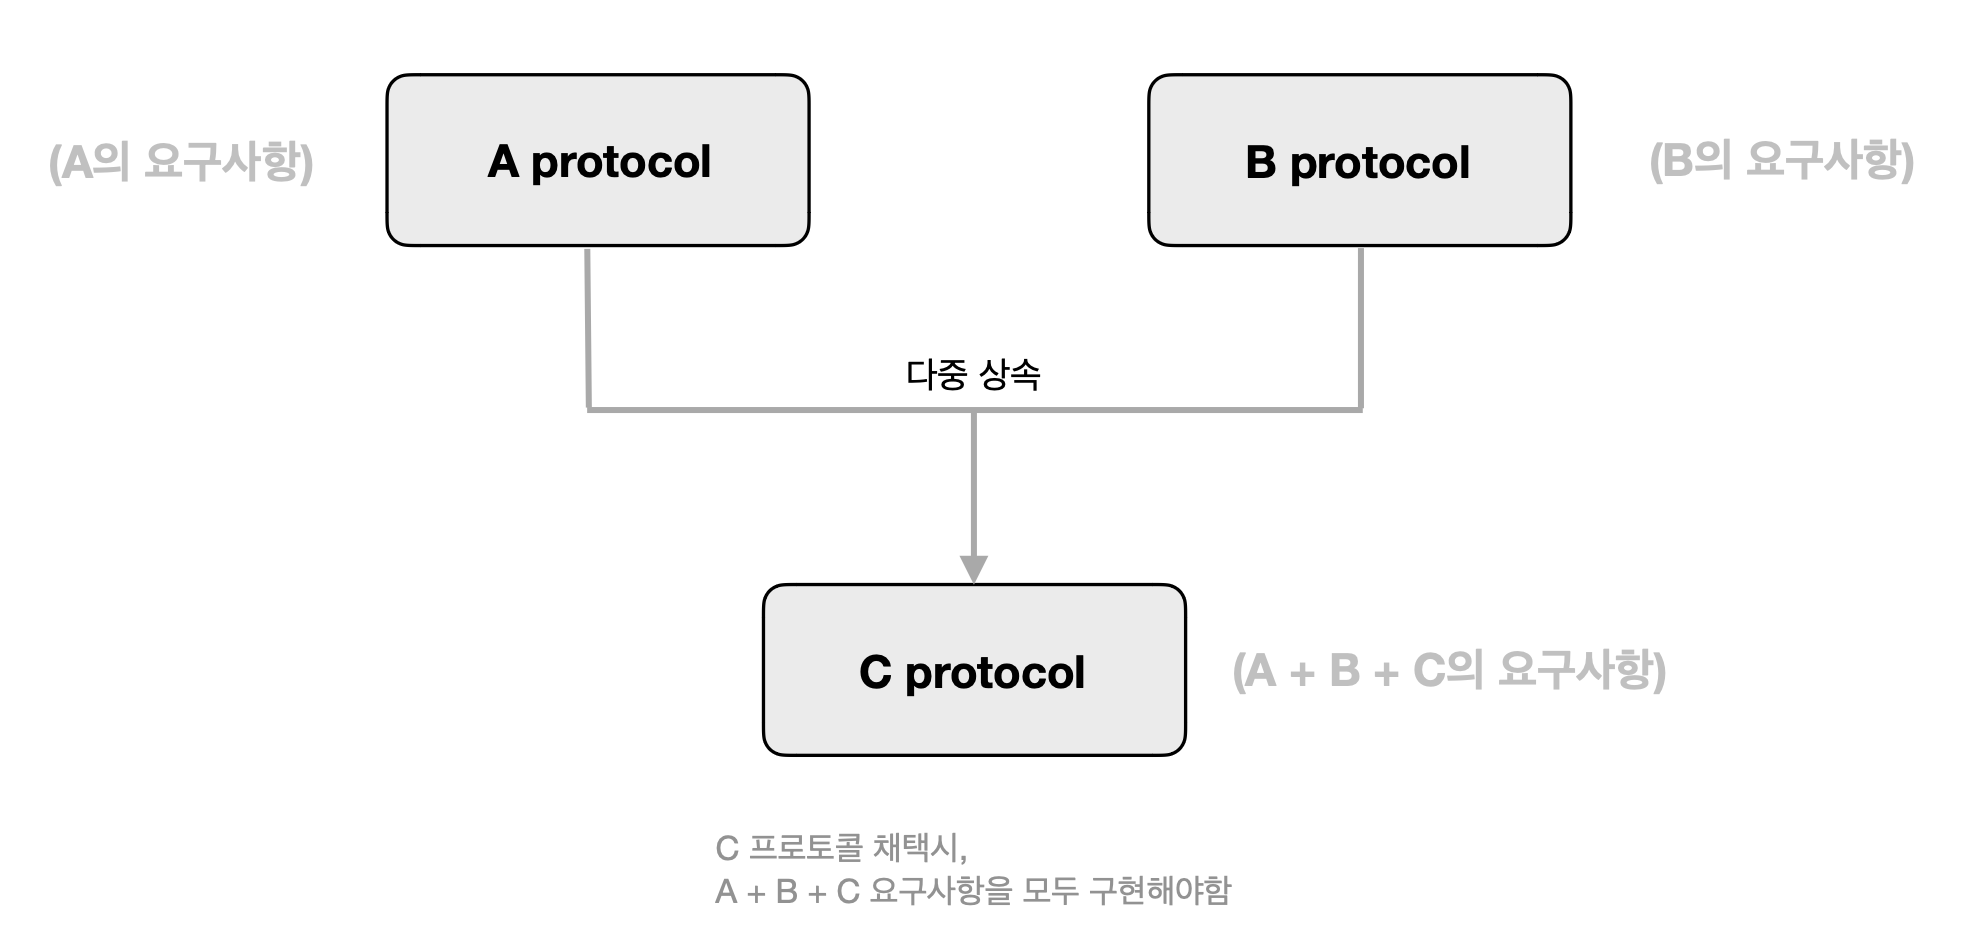 (A의 요구사항)
A protocol
B protocol
(B의 요구사항)
다중 상속
C protocol
(A + B + C의 요구사항)
C 프로토콜 채택시,
A + B + C 요구사항을 모두 구현해야함